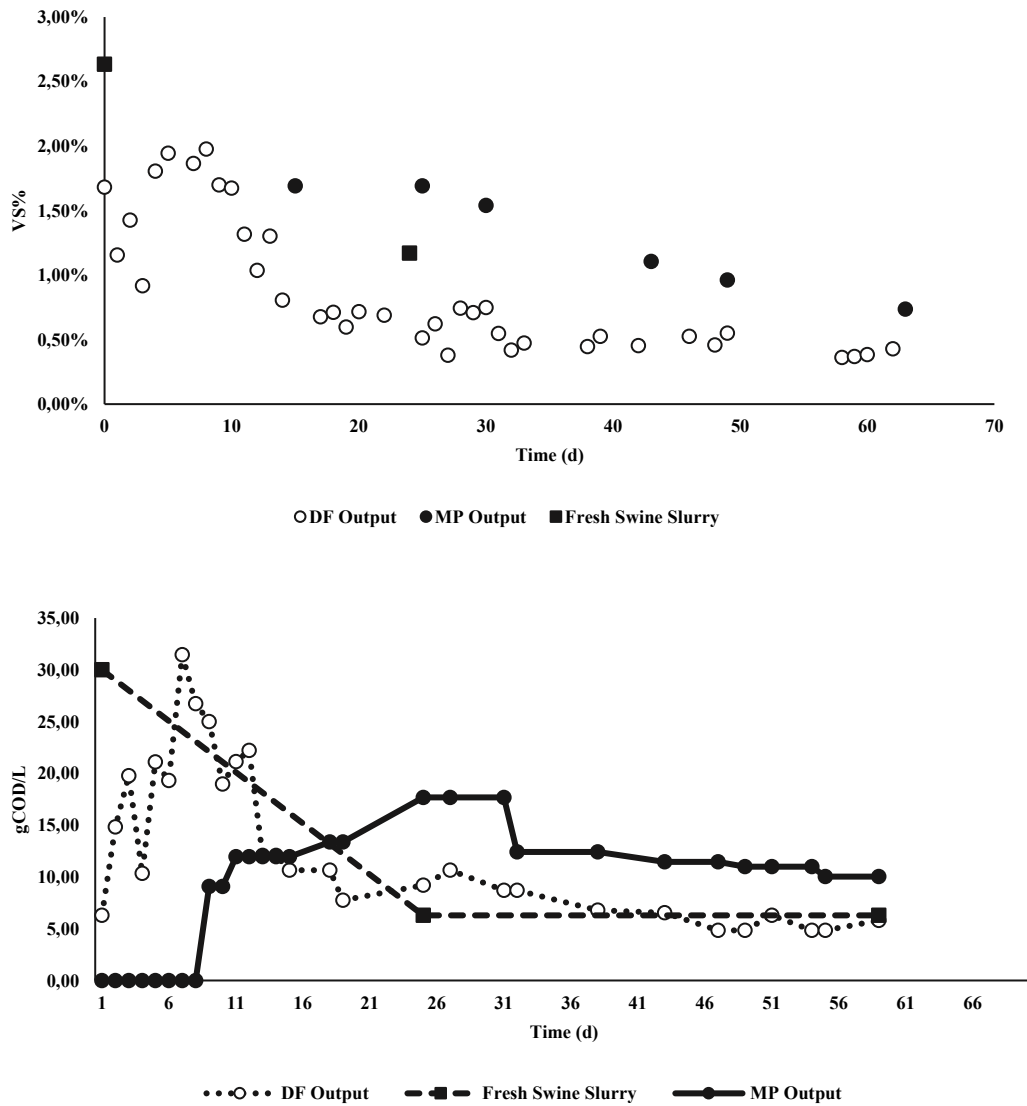 3,00%
2,50%
2,00%
1,50%
1,00%
0,50%
0,00%
VS%
0 10 20 30 40 50 60 70
Time (d)
DF Output MP Output Fresh Swine Slurry
35,00
30,00
25,00
20,00
15,00
10,00
5,00
0,00
gCOD/L
1 6 11 16 21 26 31 36 41 46 51 56 61 66
Time (d)
DF Output Fresh Swine Slurry MP Output